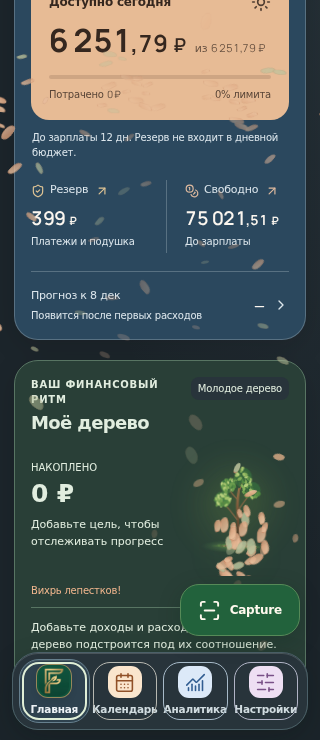 Доступно сегодня
6 251,79 ₽ из 6 251,79 ₽
Потрачено 0 ₽ 0% лимита
До зарплаты 12 дн. Резерв не входит в дневной
бюджет.
Резерв Свободно
399 ₽ 75 021,51 ₽
Платежи и подушка До зарплаты
Прогноз к 8 дек
Появится после первых расходов –
ВАШ ФИНАНСОВЫЙ
РИТМ
Молодое дерево
Моё дерево
НАКОПЛЕНО
0 ₽
Добавьте цель, чтобы
отслеживать прогресс
Вихрь лепестков!
Capture
Добавьте доходы и расхо
дерево подстроится под их соотношение.
Главная Календарь Аналитика Настройки